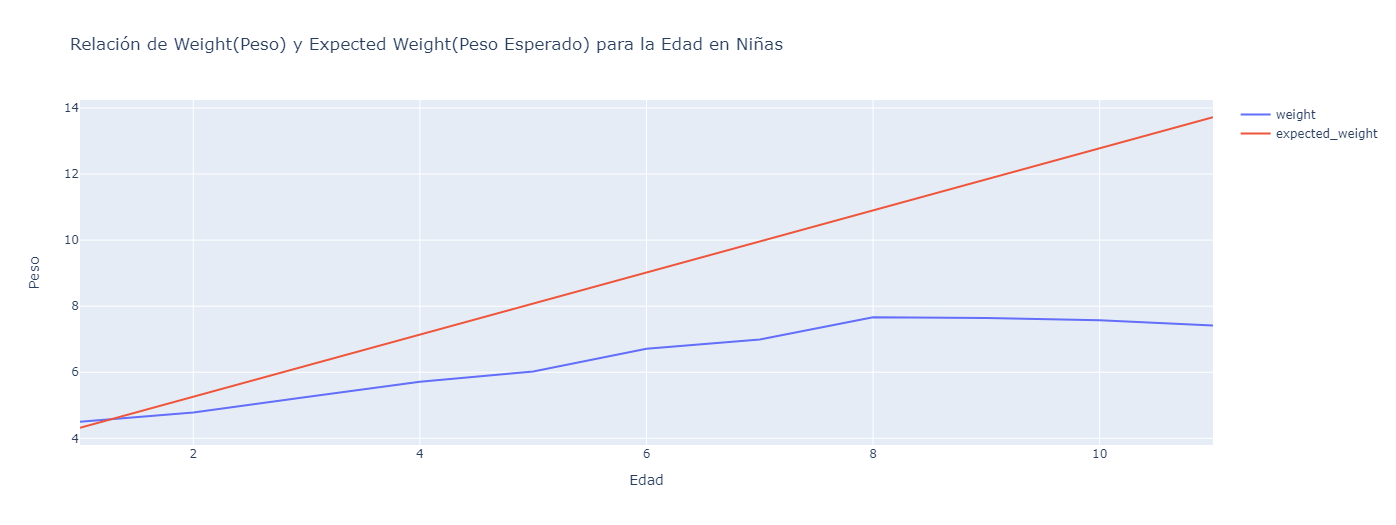 Relación de Weight(Peso) y Expected Weight(Peso Esperado) para la Edad en Niñas
14
12
10
8
6
4
Peso
2
4
6
8
10
Edad
weight
expected_weight